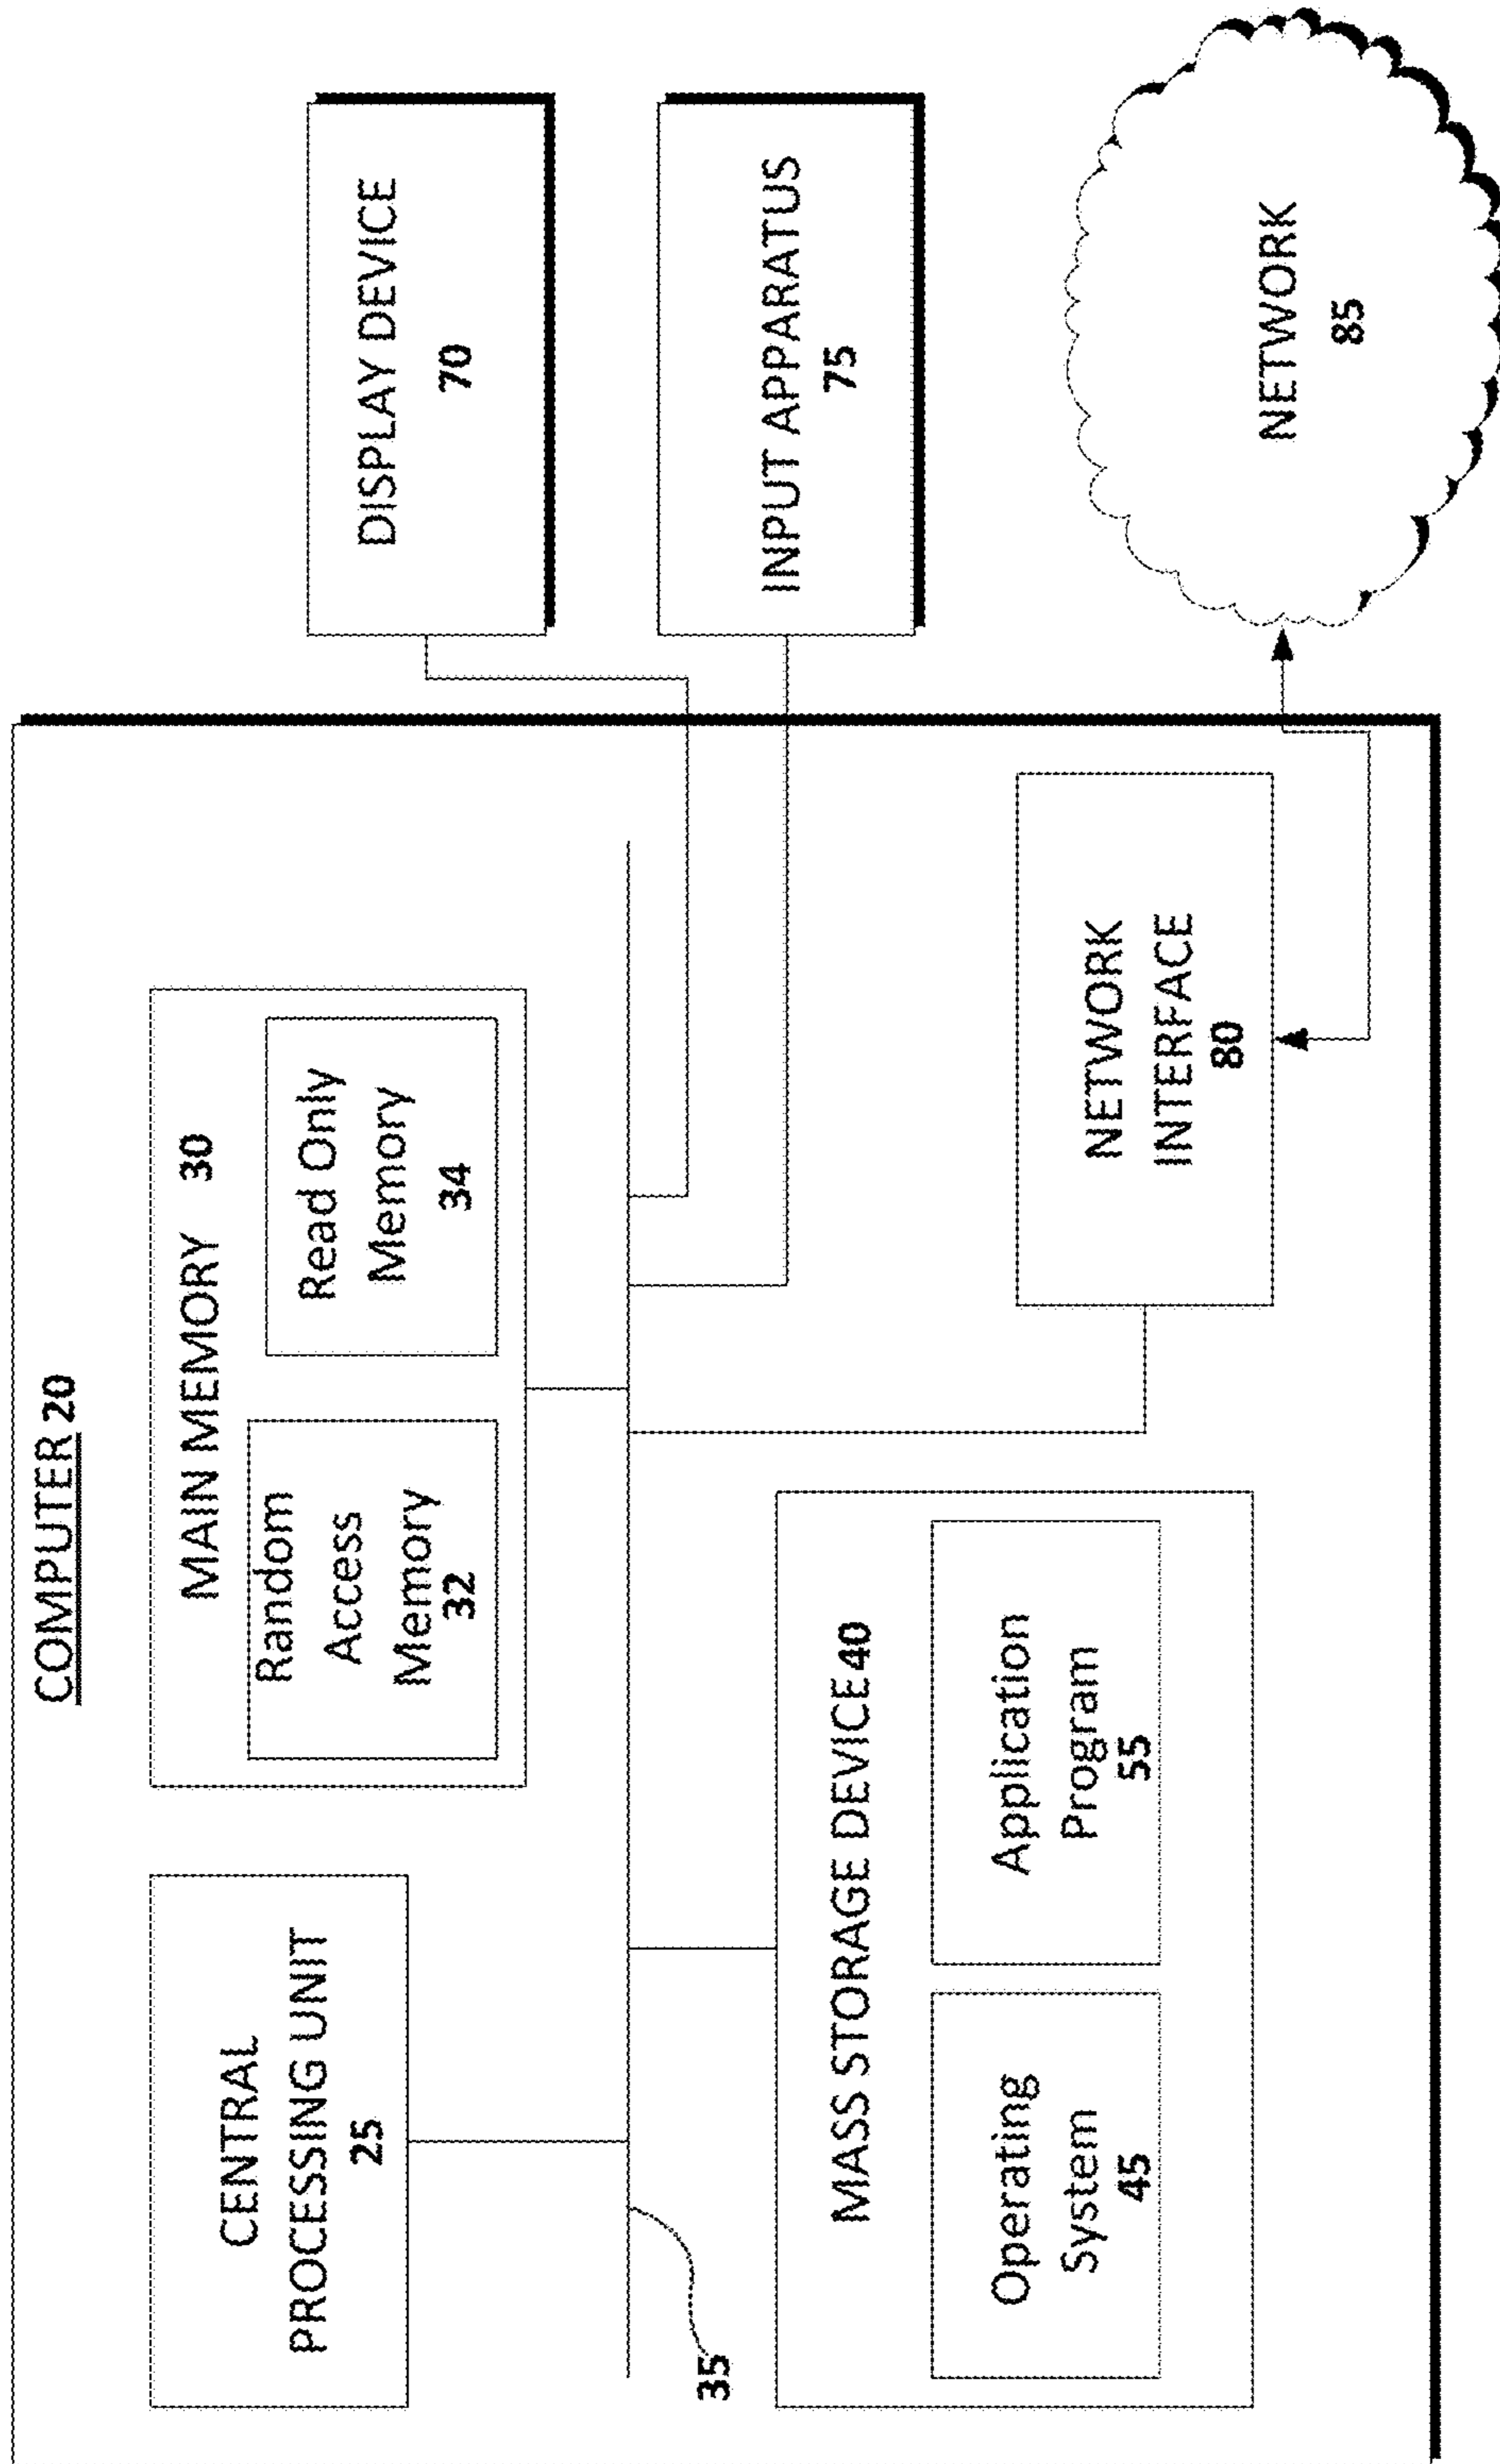 COMPUTER 20
CENTRAL
PROCESSING UNIT
25
MAIN MEMORY 30
Random
Access
Memory
32
Read Only
Memory
34
35
MASS STORAGE DEVICE 40
Operating
System
45
Application
Program
55
NETWORK
INTERFACE
80
DISPLAY DEVICE
70
INPUT APPARATUS
75
NETWORK
85